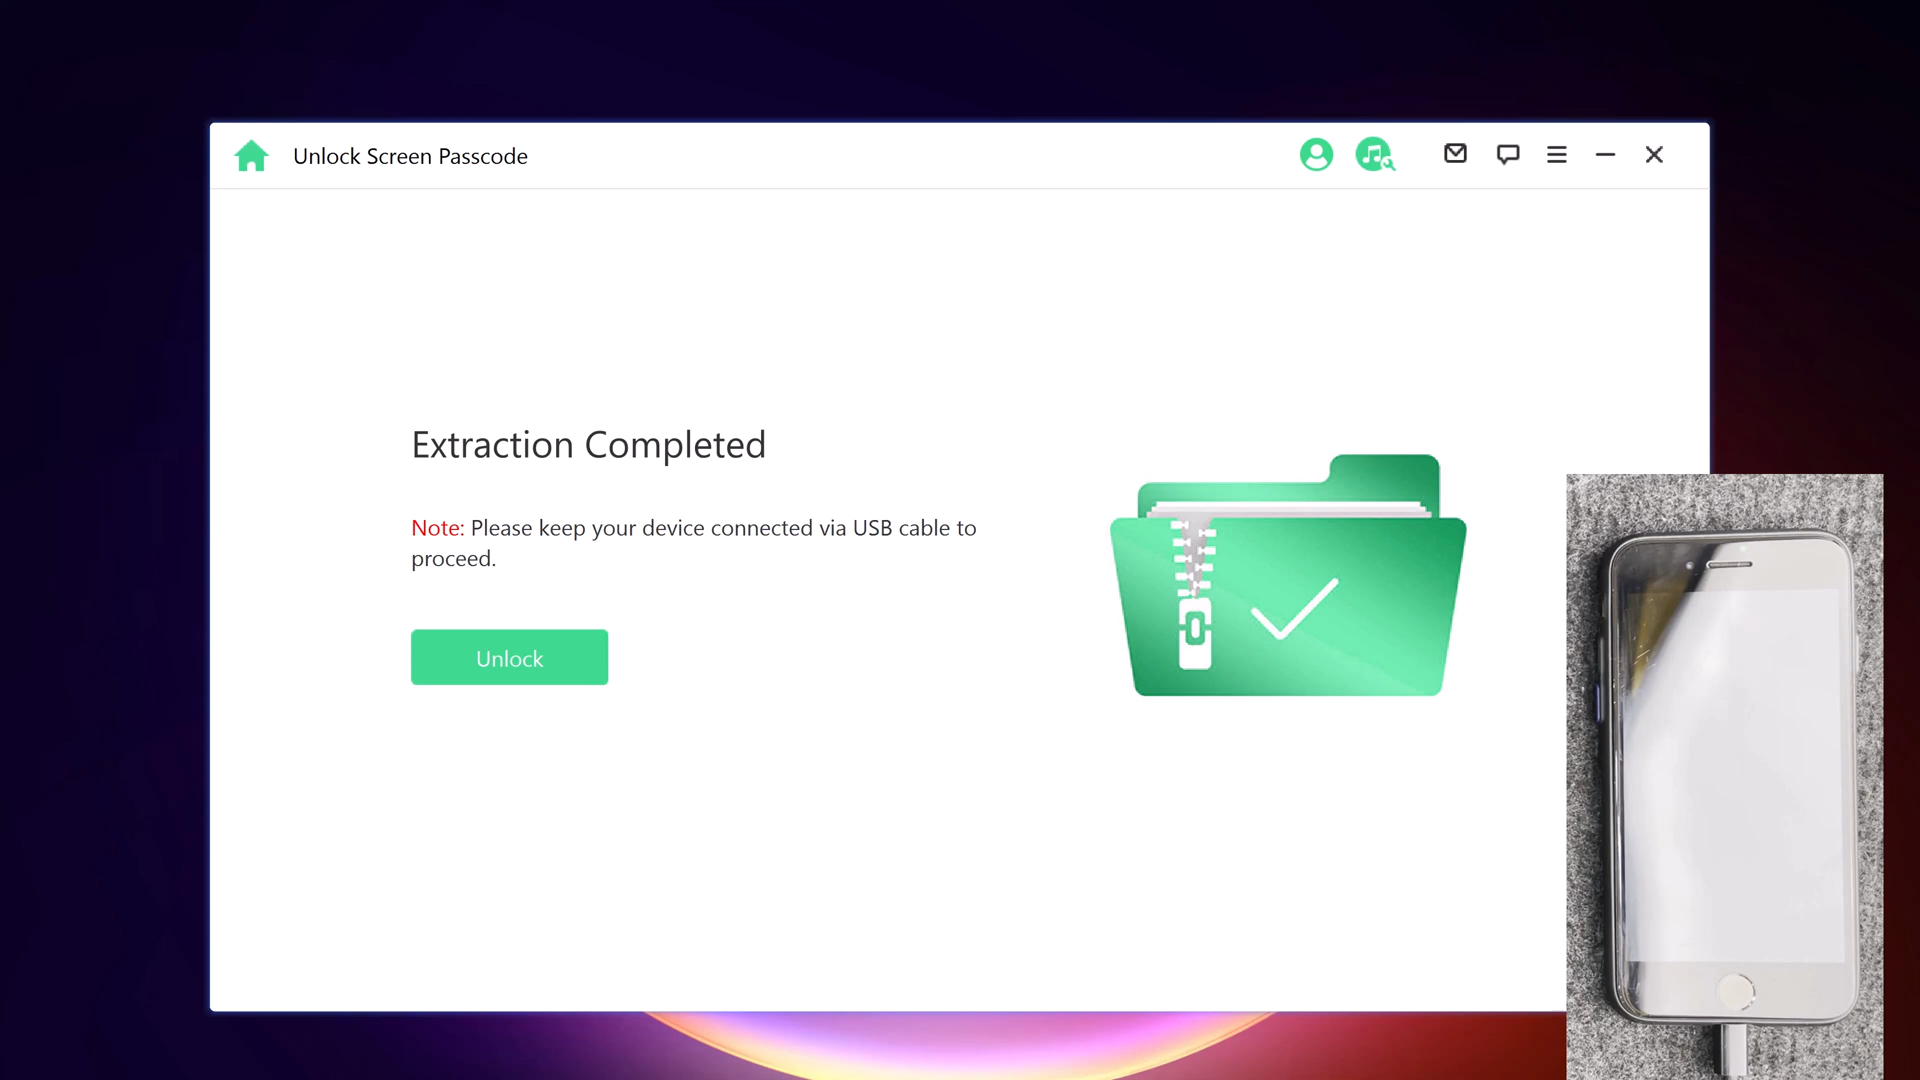 Unlock Screen Passcode
Extraction Completed
Note: Please keep your device connected via USB cable to
proceed.
Unlock